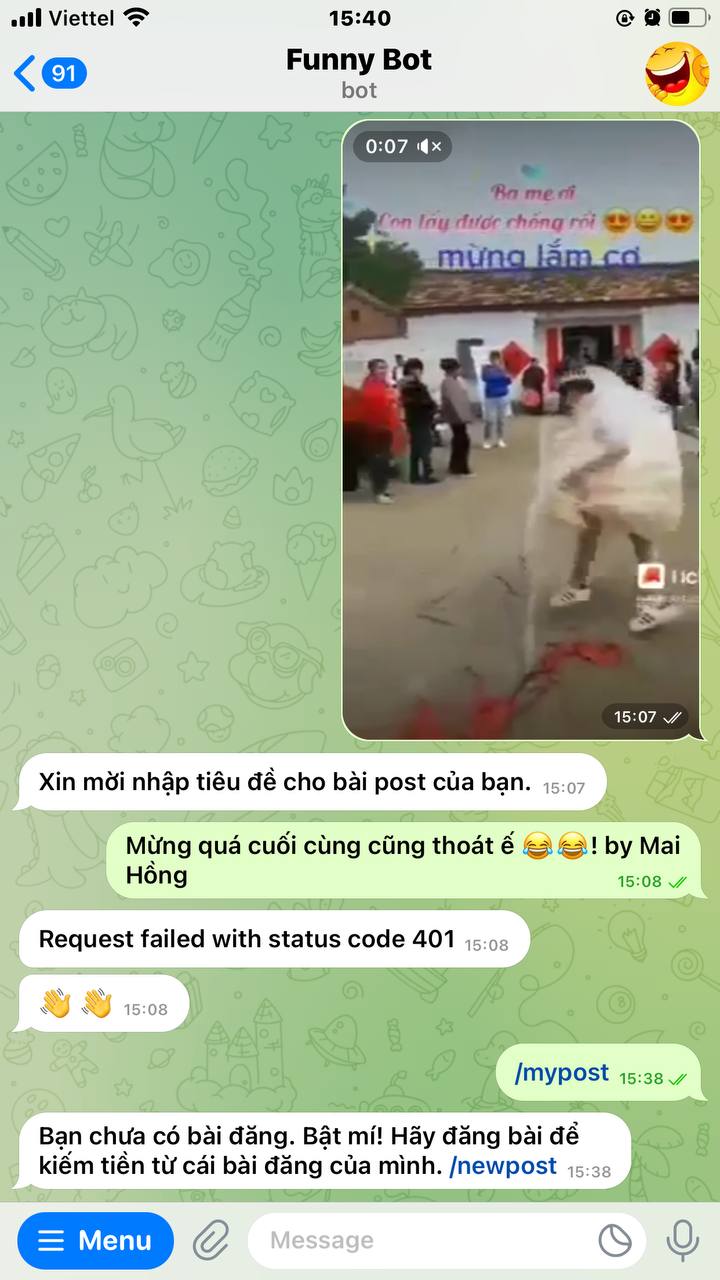 Viettel
15:40
91
Funny Bot
bot
0:07
Ba mẹ ơi
Con lấy được chồng rồi 😍😀😍
mừng lắm cơ
15:07
Xin mời nhập tiêu đề cho bài post của bạn. 15:07
Mừng quá cuối cùng cũng thoát ế 😂😂! by Mai
Hồng
15:08
Request failed with status code 401 15:08
👋 👋 15:08
/mypost 15:38
Bạn chưa có bài đăng. Bật mí! Hãy đăng bài để
kiếm tiền từ cái bài đăng của mình. /newpost 15:38
Menu
Message